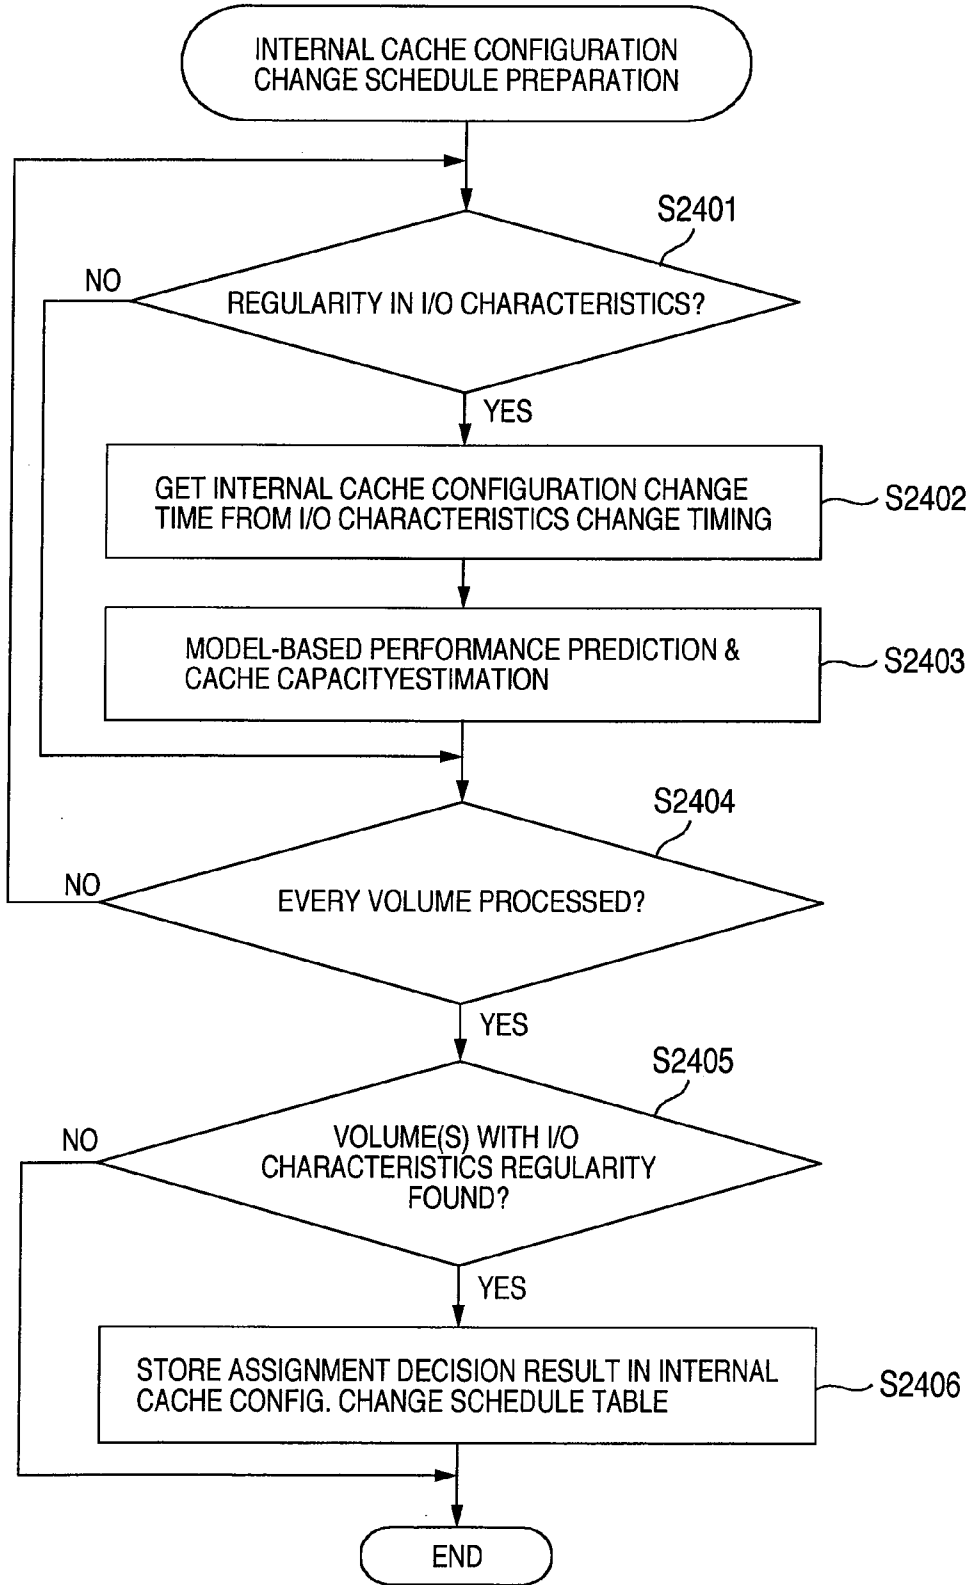 INTERNAL CACHE CONFIGURATION
CHANGE SCHEDULE PREPARATION
S2401
NO
REGULARITY IN I/O CHARACTERISTICS?
YES
GET INTERNAL CACHE CONFIGURATION CHANGE
TIME FROM I/O CHARACTERISTICS CHANGE TIMING
S2402
MODEL-BASED PERFORMANCE PREDICTION &
CACHE CAPACITYESTIMATION
S2403
S2404
NO
EVERY VOLUME PROCESSED?
YES
S2405
NO
VOLUME(S) WITH I/O
CHARACTERISTICS REGULARITY
FOUND?
YES
STORE ASSIGNMENT DECISION RESULT IN INTERNAL
CACHE CONFIG. CHANGE SCHEDULE TABLE
S2406
END